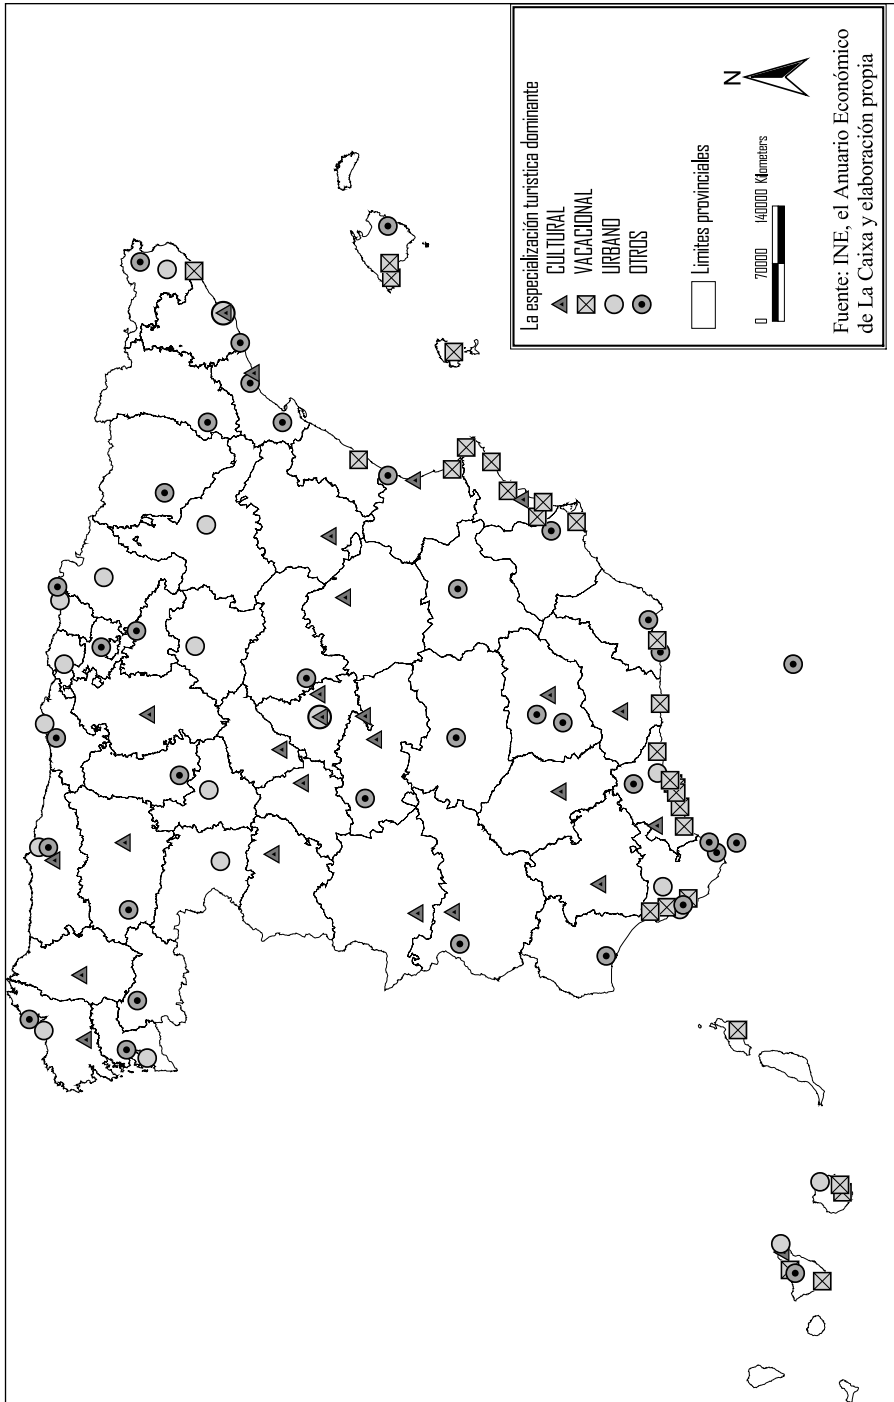 La especialización turística dominante
CULTURAL
VACACIONAL
URBANO
OTROS
Límites provinciales
N
0 70000 140000 Kilometers
Fuente: INE, el Anuario Económico
de La Caixa y elaboración propia